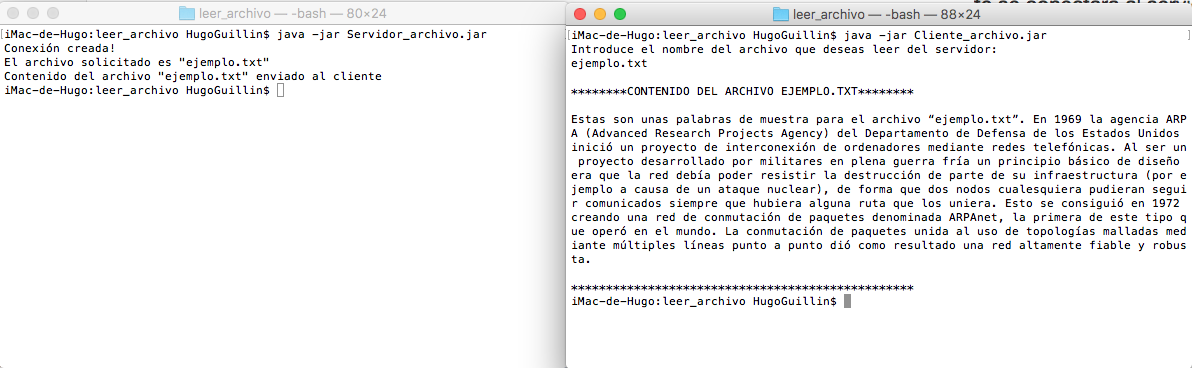 leer_archivo — -bash — 80×24
iMac-de-Hugo:leer_archivo HugoGuillin$ java -jar Servidor_archivo.jar
Conexión creada!
El archivo solicitado es "ejemplo.txt"
Contenido del archivo "ejemplo.txt" enviado al cliente
iMac-de-Hugo:leer_archivo HugoGuillin$
leer_archivo — -bash — 88×24
iMac-de-Hugo:leer_archivo HugoGuillin$ java -jar Cliente_archivo.jar
Introduce el nombre del archivo que deseas leer del servidor:
ejemplo.txt
********CONTENIDO DEL ARCHIVO EJEMPLO.TXT********
Estas son unas palabras de muestra para el archivo “ejemplo.txt”. En 1969 la agencia ARP
A (Advanced Research Projects Agency) del Departamento de Defensa de los Estados Unidos
inició un proyecto de interconexión de ordenadores mediante redes telefónicas. Al ser un
proyecto desarrollado por militares en plena guerra fría un principio básico de diseño
era que la red debía poder resistir la destrucción de parte de su infraestructura (por e
jemplo a causa de un ataque nuclear), de forma que dos nodos cualesquiera pudieran segui
r comunicados siempre que hubiera alguna ruta que los uniera. Esto se consiguió en 1972
creando una red de conmutación de paquetes denominada ARPAnet, la primera de este tipo q
ue operó en el mundo. La conmutación de paquetes unida al uso de topologías malladas med
iante múltiples líneas punto a punto dió como resultado una red altamente fiable y robus
ta.
*************************************************
iMac-de-Hugo:leer_archivo HugoGuillin$